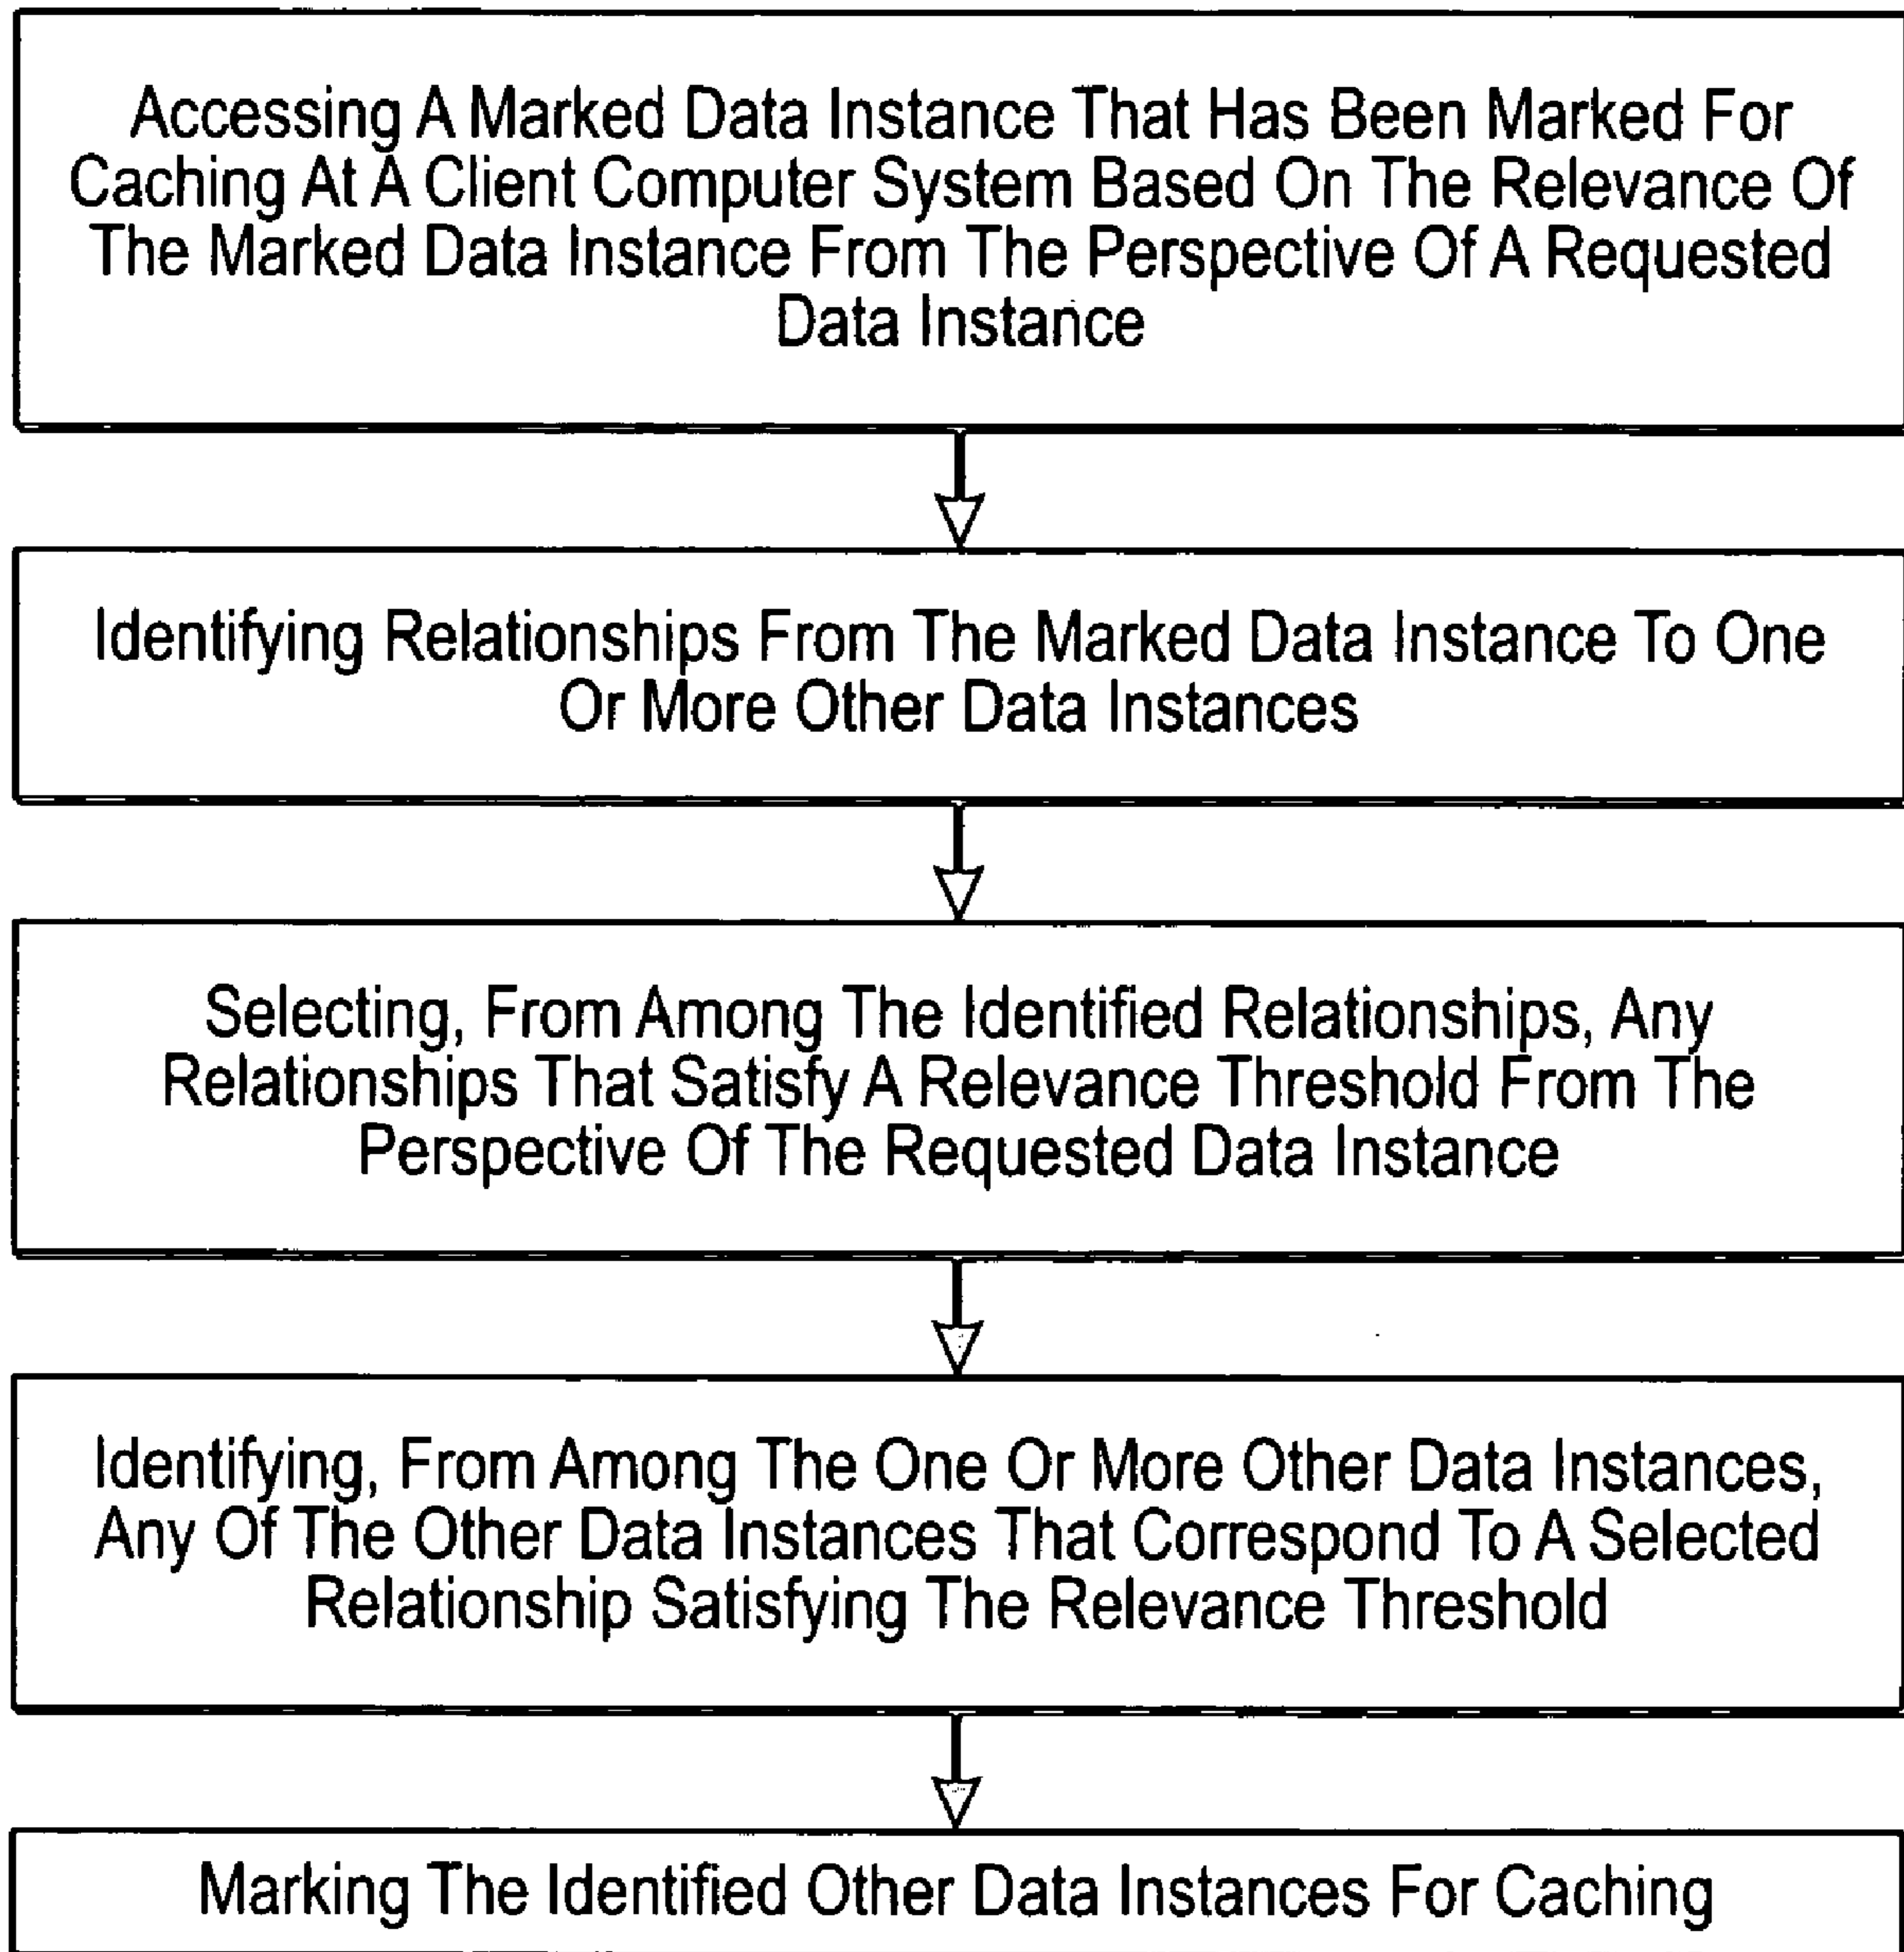 Accessing A Marked Data Instance That Has Been Marked For
Caching At A Client Computer System Based On The Relevance Of
The Marked Data Instance From The Perspective Of A Requested
Data Instance
Identifying Relationships From The Marked Data Instance To One
Or More Other Data Instances
Selecting, From Among The Identified Relationships, Any
Relationships That Satisfy A Relevance Threshold From The
Perspective Of The Requested Data Instance
Identifying, From Among The One Or More Other Data Instances,
Any Of The Other Data Instances That Correspond To A Selected
Relationship Satisfying The Relevance Threshold
Marking The Identified Other Data Instances For Caching